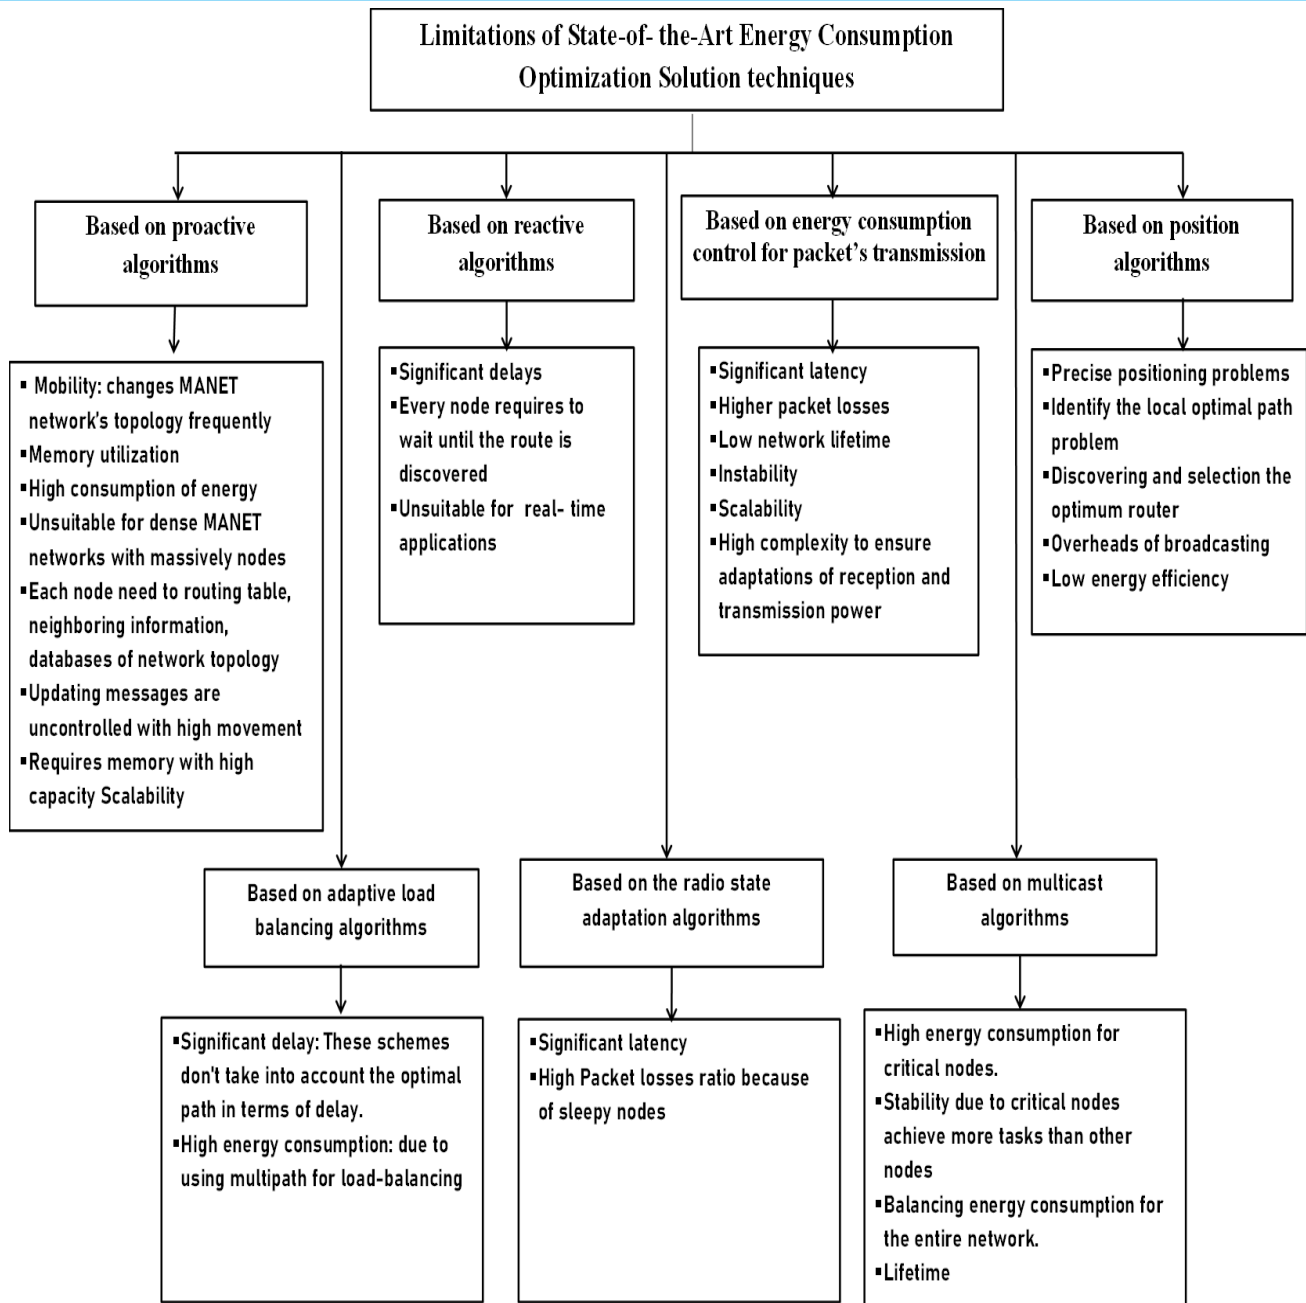 Limitations of State-of- the-Art Energy Consumption
Optimization Solution techniques
Based on proactive
algorithms
▪ Mobility: changes MANET
network's topology frequently
▪Memory utilization
▪High consumption of energy
▪Unsuitable for dense MANET
networks with massively nodes
▪Each node need to routing table,
neighboring information,
databases of network topology
▪Updating messages are
uncontrolled with high movement
▪Requires memory with high
capacity Scalability
Based on reactive
algorithms
▪Significant delays
▪Every node requires to
wait until the route is
discovered
▪Unsuitable for real- time
applications
Based on energy consumption
control for packet's transmission
▪Significant latency
▪Higher packet losses
▪Low network lifetime
▪Instability
▪Scalability
▪High complexity to ensure
adaptations of reception and
transmission power
Based on position
algorithms
▪Precise positioning problems
▪Identify the local optimal path
problem
▪Discovering and selection the
optimum router
▪Overheads of broadcasting
▪Low energy efficiency
Based on adaptive load
balancing algorithms
▪Significant delay: These schemes
don't take into account the optimal
path in terms of delay.
▪High energy consumption: due to
using multipath for load-balancing
Based on the radio state
adaptation algorithms
▪Significant latency
▪High Packet losses ratio because
of sleepy nodes
Based on multicast
algorithms
▪High energy consumption for
critical nodes.
▪Stability due to critical nodes
achieve more tasks than other
nodes
▪Balancing energy consumption for
the entire network.
▪Lifetime